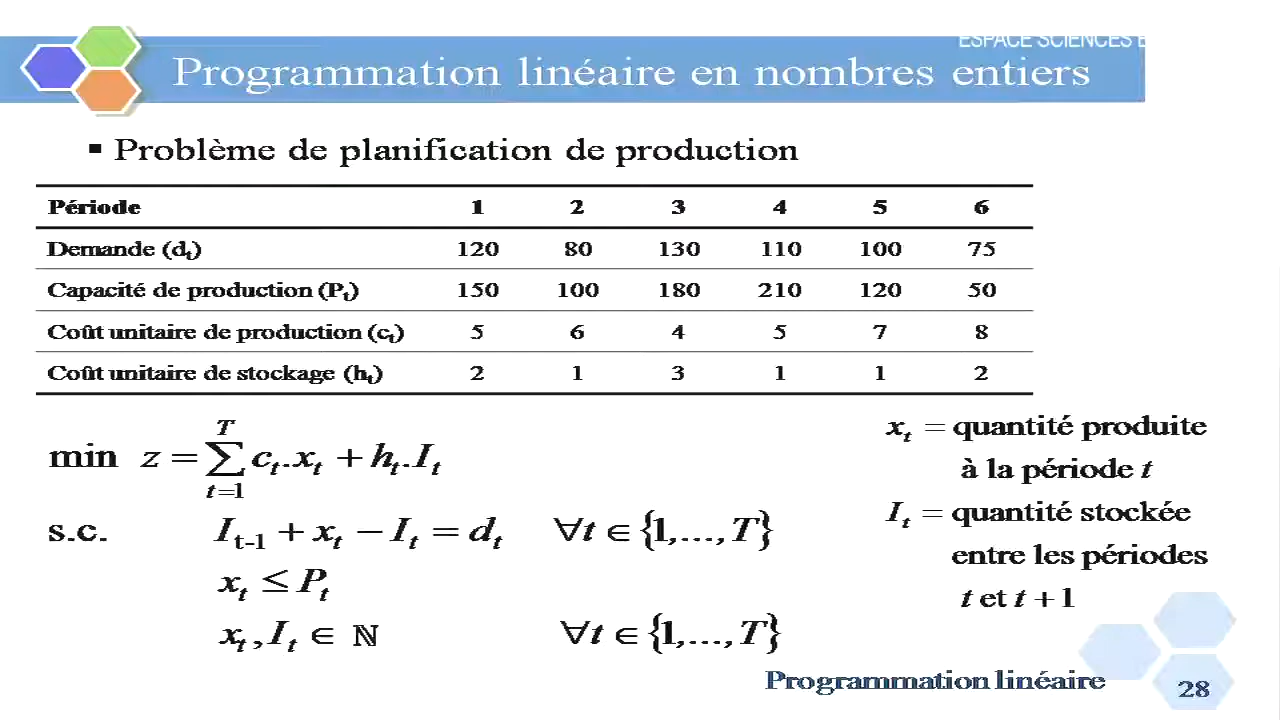 ESPACE SCIENCES
Programmation linéaire en nombres entiers
▪ Problème de planification de production
Période 1 2 3 4 5 6
Demande (dₜ) 120 80 130 110 100 75
Capacité de production (Pₜ) 150 100 180 210 120 50
Coût unitaire de production (cₜ) 5 6 4 5 7 8
Coût unitaire de stockage (hₜ) 2 1 3 1 1 2
min z = ∑_{t=1}^{T} cₜ.xₜ + hₜ.Iₜ
s.c. I_{t-1} + xₜ − Iₜ = dₜ ∀t ∈ {1,...,T}
xₜ ≤ Pₜ
xₜ, Iₜ ∈ ℕ ∀t ∈ {1,...,T}
xₜ = quantité produite
à la période t
Iₜ = quantité stockée
entre les périodes
t et t + 1
Programmation linéaire
28